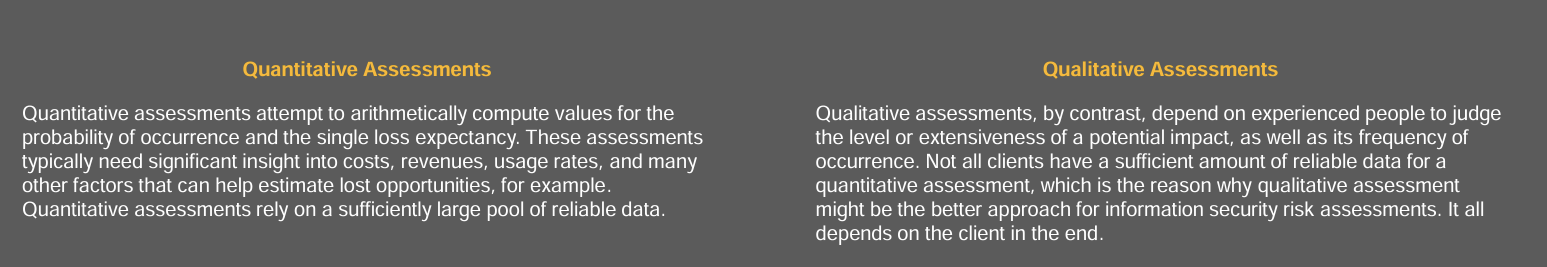 Quantitative Assessments
Quantitative assessments attempt to arithmetically compute values for the
probability of occurrence and the single loss expectancy. These assessments
typically need significant insight into costs, revenues, usage rates, and many
other factors that can help estimate lost opportunities, for example.
Quantitative assessments rely on a sufficiently large pool of reliable data.
Qualitative Assessments
Qualitative assessments, by contrast, depend on experienced people to judge
the level or extensiveness of a potential impact, as well as its frequency of
occurrence. Not all clients have a sufficient amount of reliable data for a
quantitative assessment, which is the reason why qualitative assessment
might be the better approach for information security risk assessments. It all
depends on the client in the end.